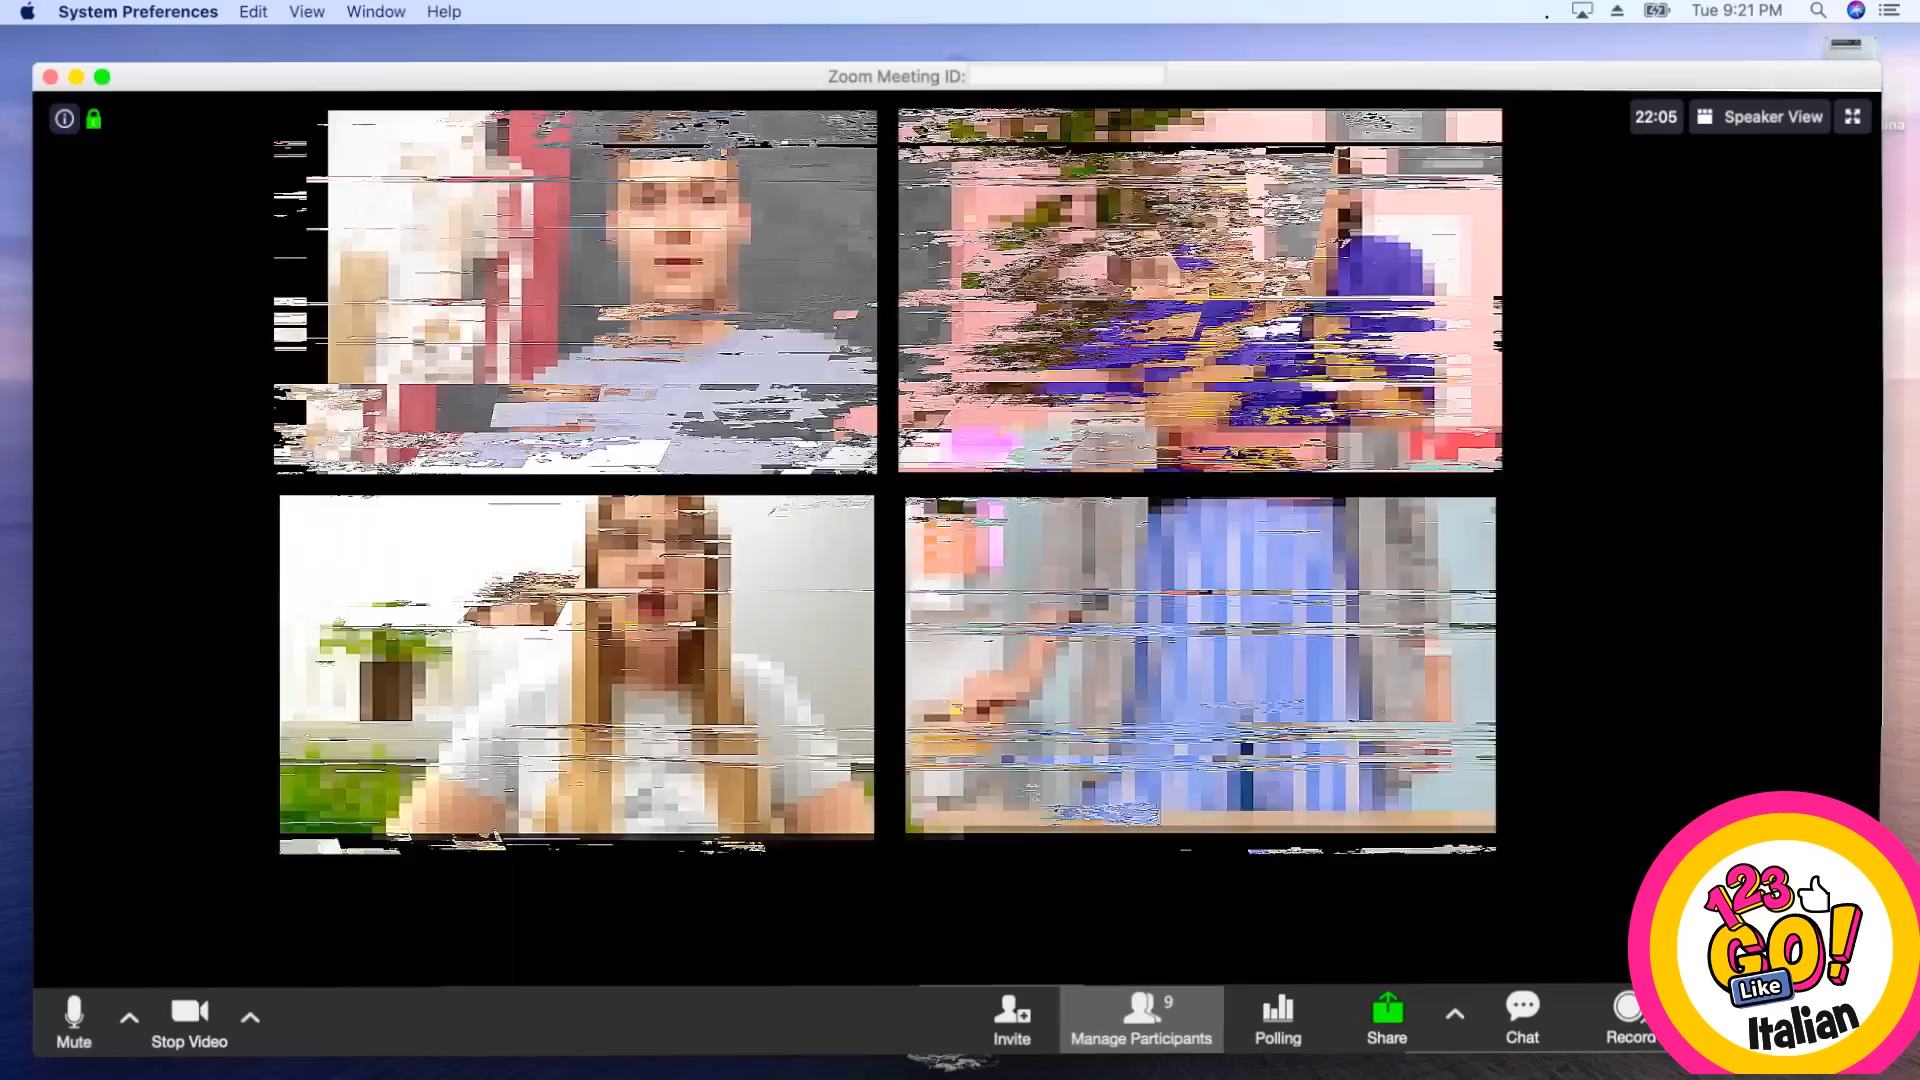 System Preferences Edit View Window Help
Tue 9:21 PM
Zoom Meeting ID:
22:05 Speaker View
Mute
Stop Video
Invite
9
Manage Participants
Polling
Share
Chat
Record
123
GO!
Like
Italian